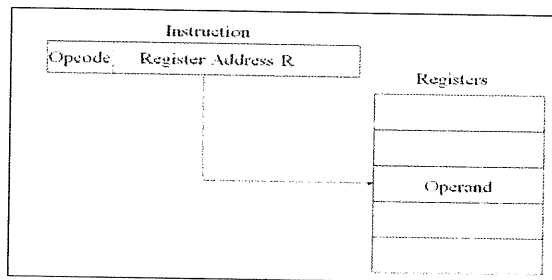 Instruction
Opcode Register Address R
Registers
Operand